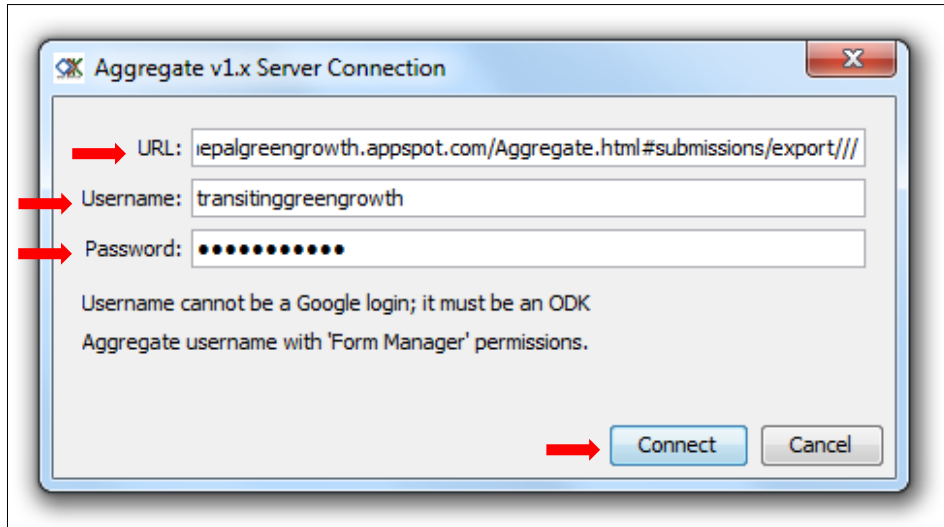 Aggregate v1.x Server Connection
URL: epalgreengrowth.appspot.com/Aggregate.html#submissions/export///
Username: transitinggreengrowth
Password: ●●●●●●●●●●●
Username cannot be a Google login; it must be an ODK
Aggregate username with 'Form Manager' permissions.
Connect Cancel